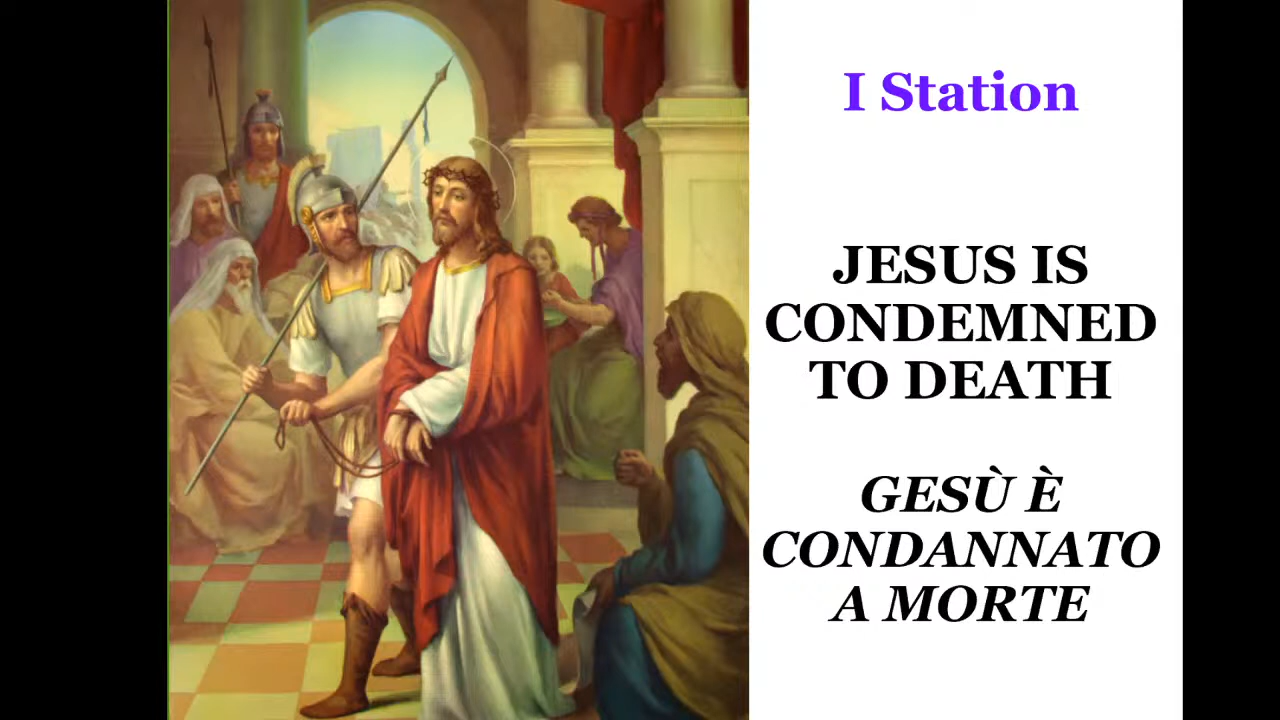 I Station
JESUS IS
CONDEMNED
TO DEATH
GESÙ È
CONDANNATO
A MORTE